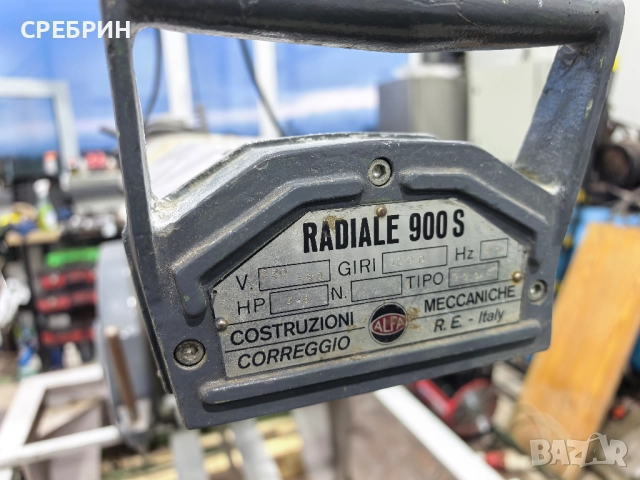 СРЕБРИН
RADIALE 900 S
V. GIRI Hz
HP N. TIPO
COSTRUZIONI ALFA MECCANICHE
CORREGGIO R. E. - Italy
BAZAR